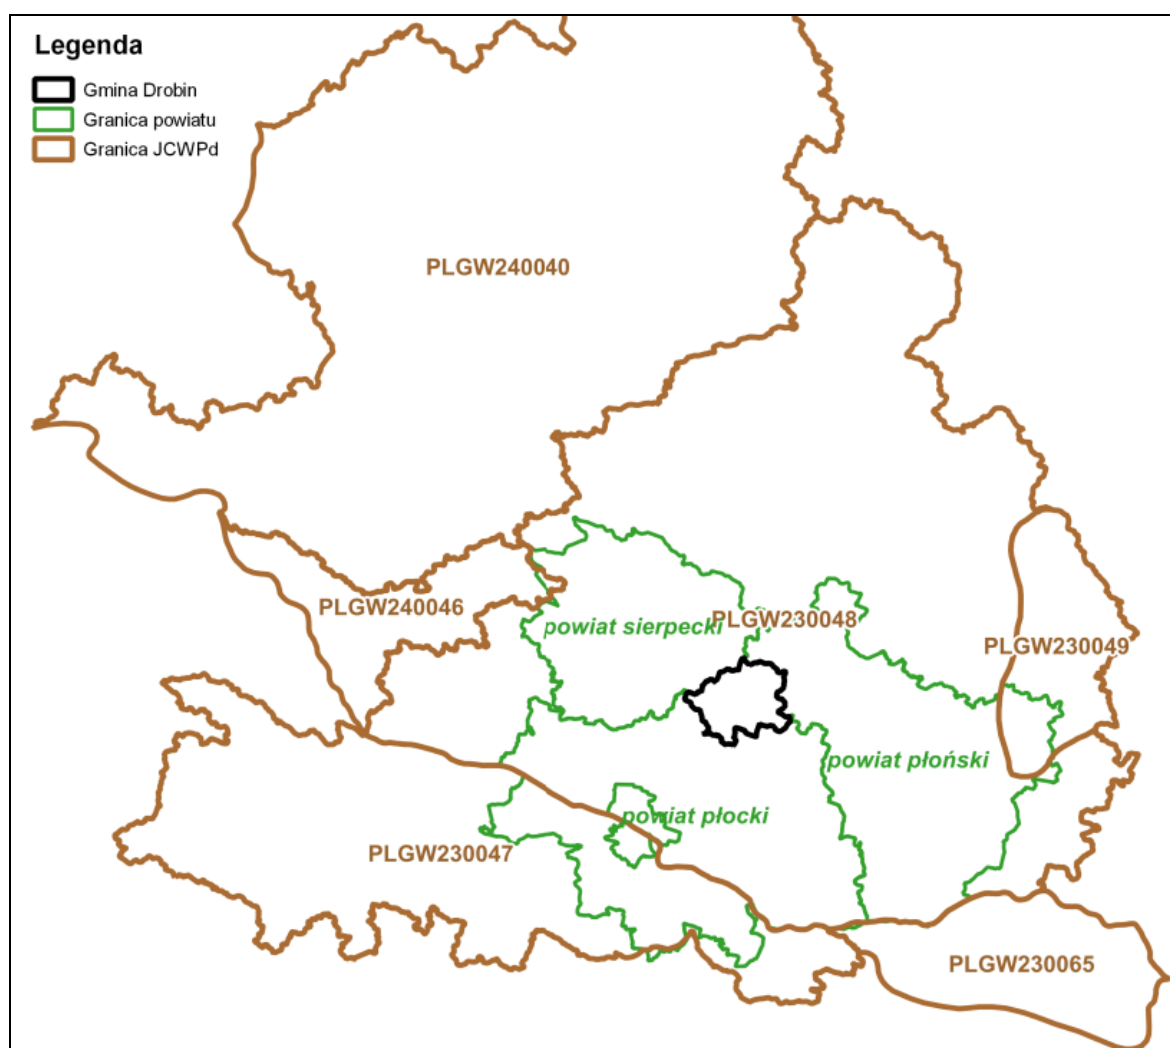 Legenda
Gmina Drobin
Granica powiatu
Granica JCWPd
PLGW240040
PLGW240046
powiat sierpecki
PLGW230048
PLGW230049
powiat płoński
powiat płocki
PLGW230047
PLGW230065